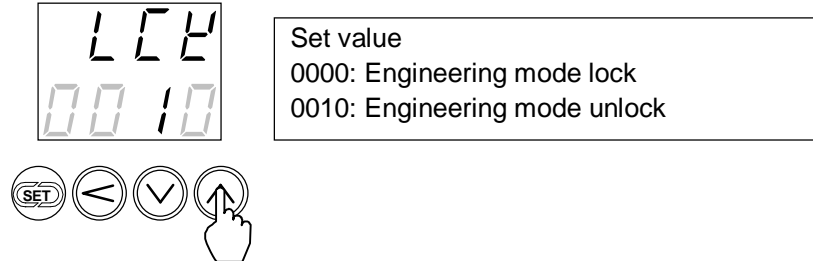 LCK
0010
Set value
0000: Engineering mode lock
0010: Engineering mode unlock
SET